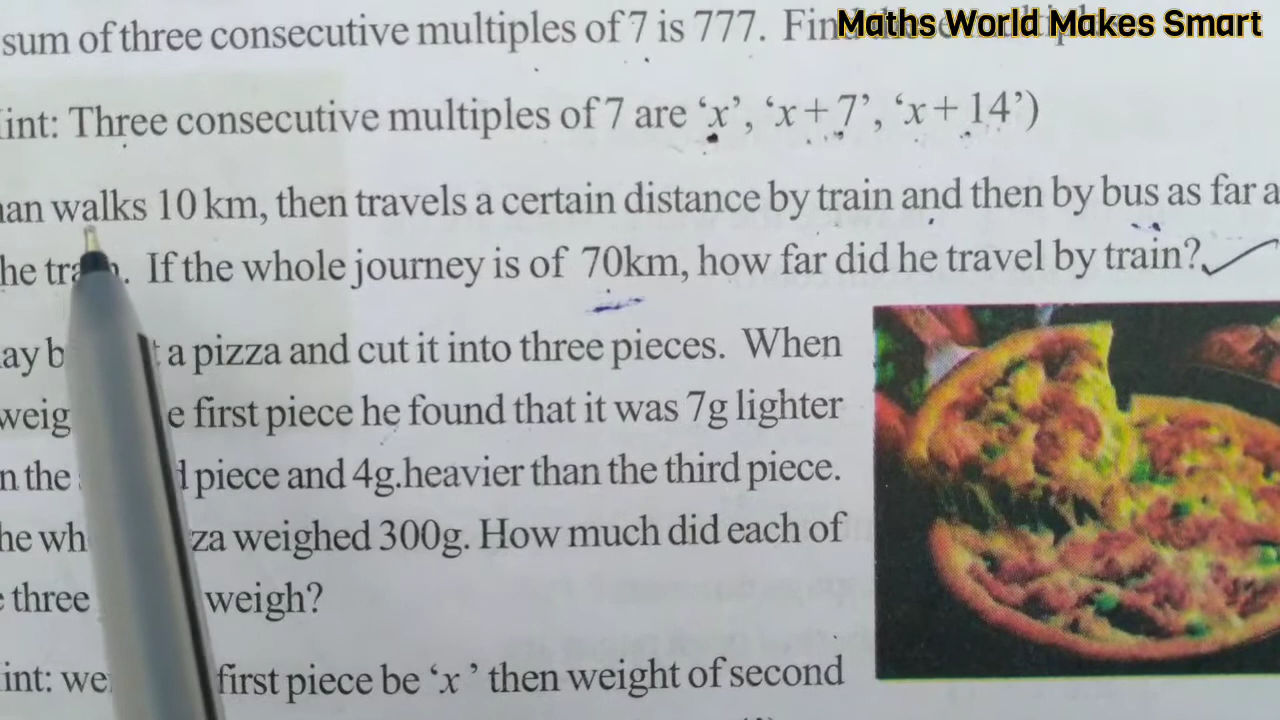 sum of three consecutive multiples of 7 is 777. Find
Maths World Makes Smart
int: Three consecutive multiples of 7 are ‘x’, ‘x + 7’, ‘x + 14’)
an walks 10 km, then travels a certain distance by train and then by bus as far a
he tra . If the whole journey is of 70km, how far did he travel by train?
ay b t a pizza and cut it into three pieces. When
weig e first piece he found that it was 7g lighter
n the d piece and 4g.heavier than the third piece.
he wh za weighed 300g. How much did each of
three weigh?
int: we first piece be ‘x ’ then weight of second